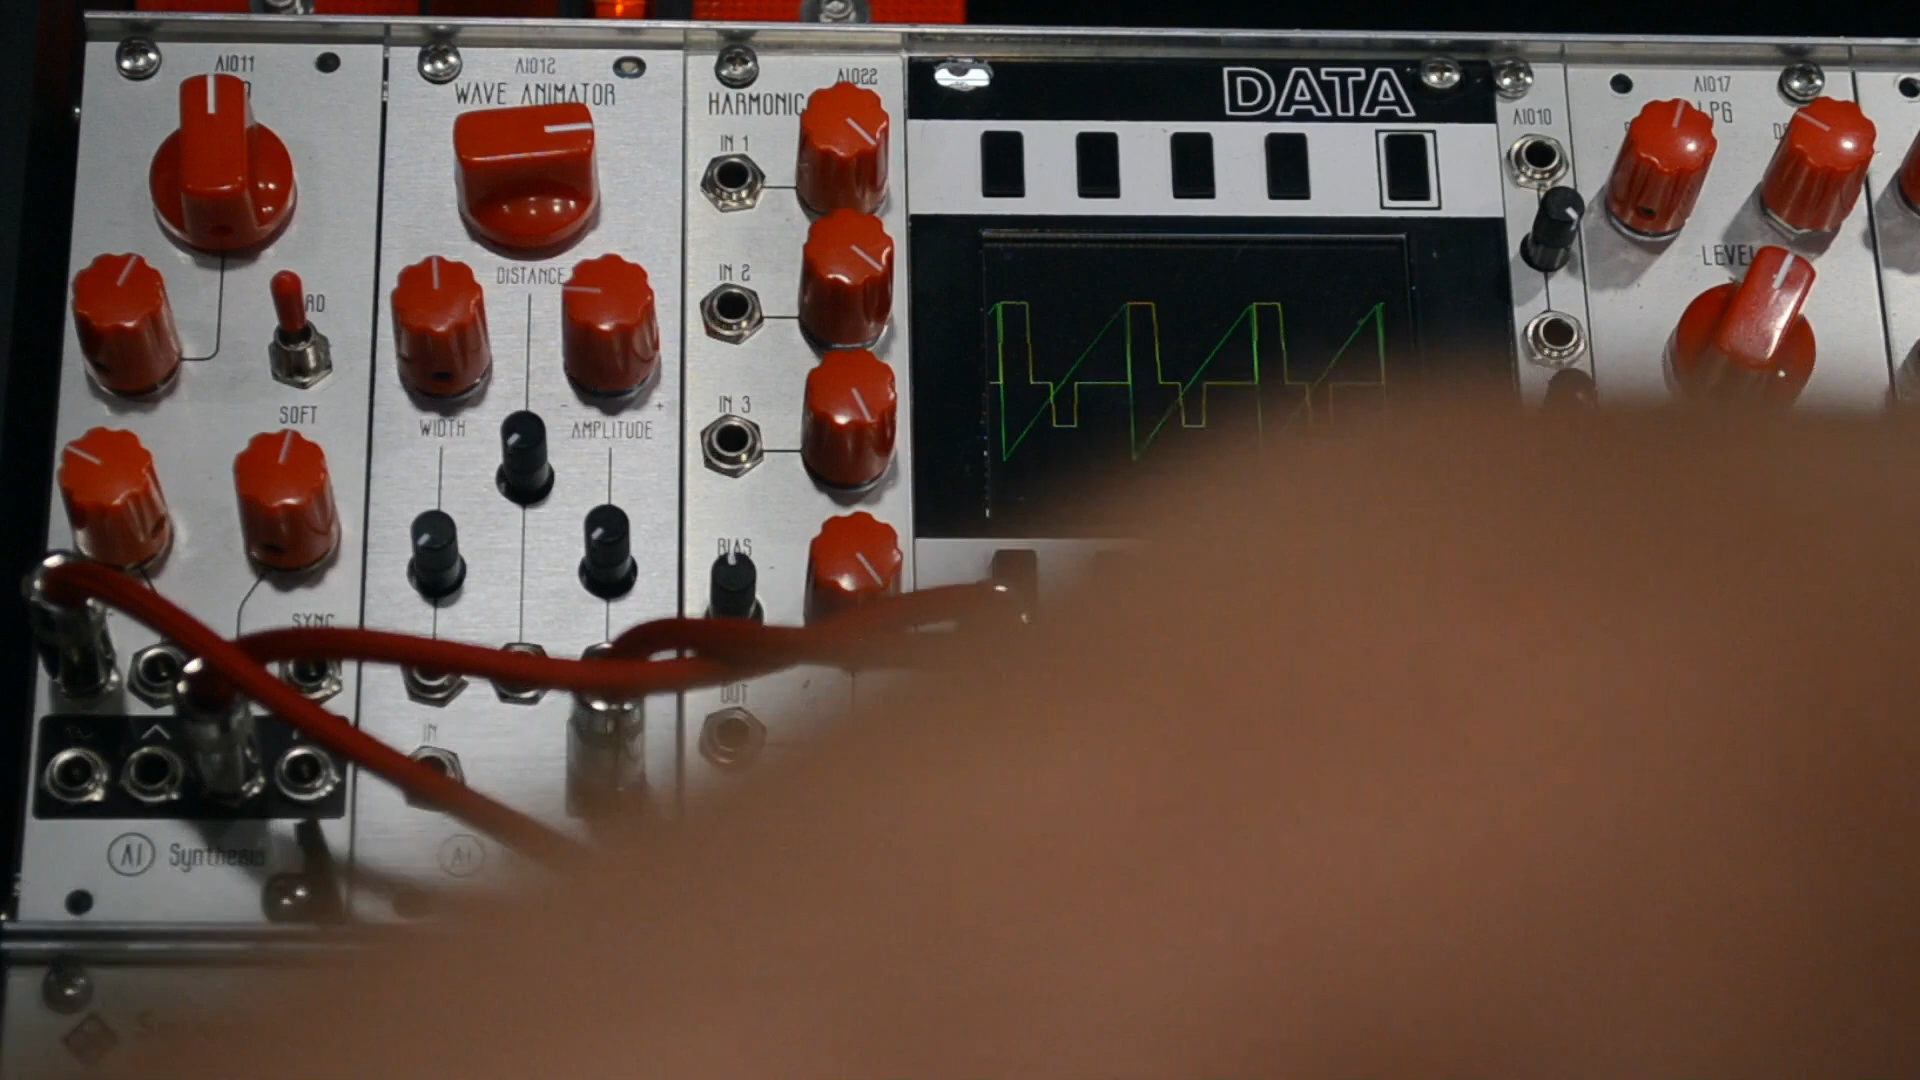 AI011
RD
SOFT
SYNC
AI Synthesis
AI012
WAVE ANIMATOR
DISTANCE
- +
WIDTH
AMPLITUDE
IN
AI
AI022
HARMONIC
IN 1
IN 2
IN 3
BIAS
OUT
DATA
AI010
AI017
LPG
LEVEL